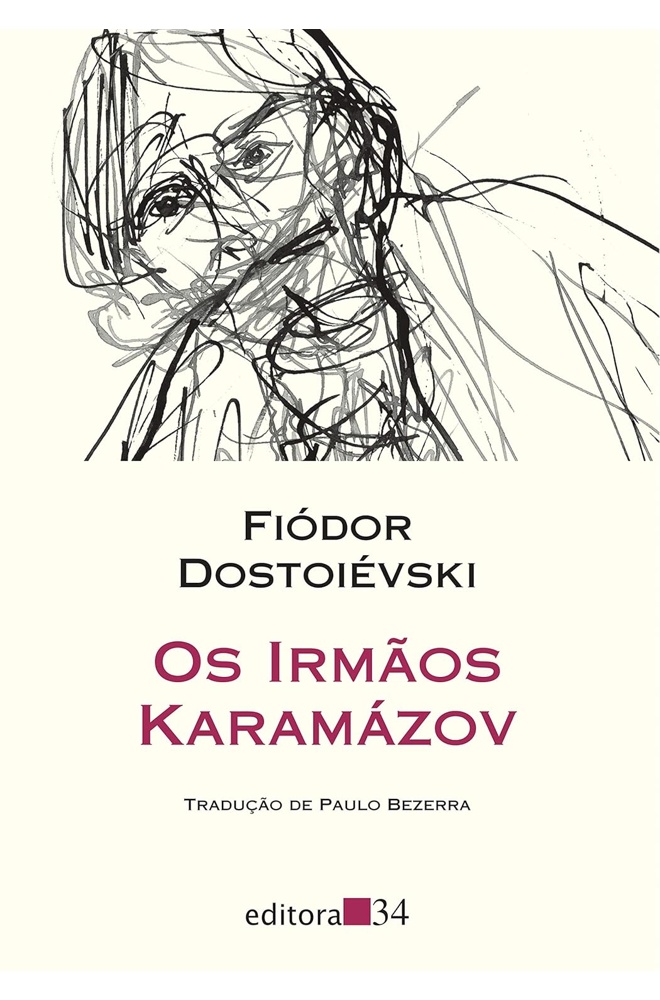 Fiódor
Dostoiévski
Os Irmãos
Karamázov
Tradução de Paulo Bezerra
editora 34